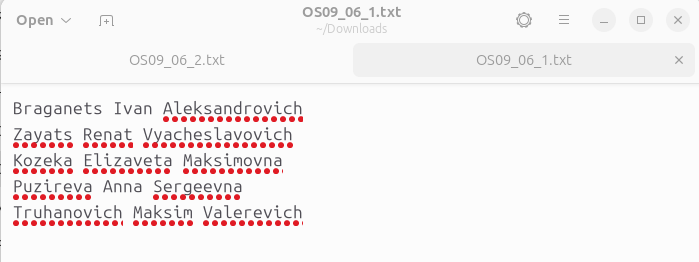 Open
OS09_06_1.txt
~/Downloads
OS09_06_2.txt
OS09_06_1.txt
Braganets Ivan Aleksandrovich
Zayats Renat Vyacheslavovich
Kozeka Elizaveta Maksimovna
Puzireva Anna Sergeevna
Truhanovich Maksim Valerevich